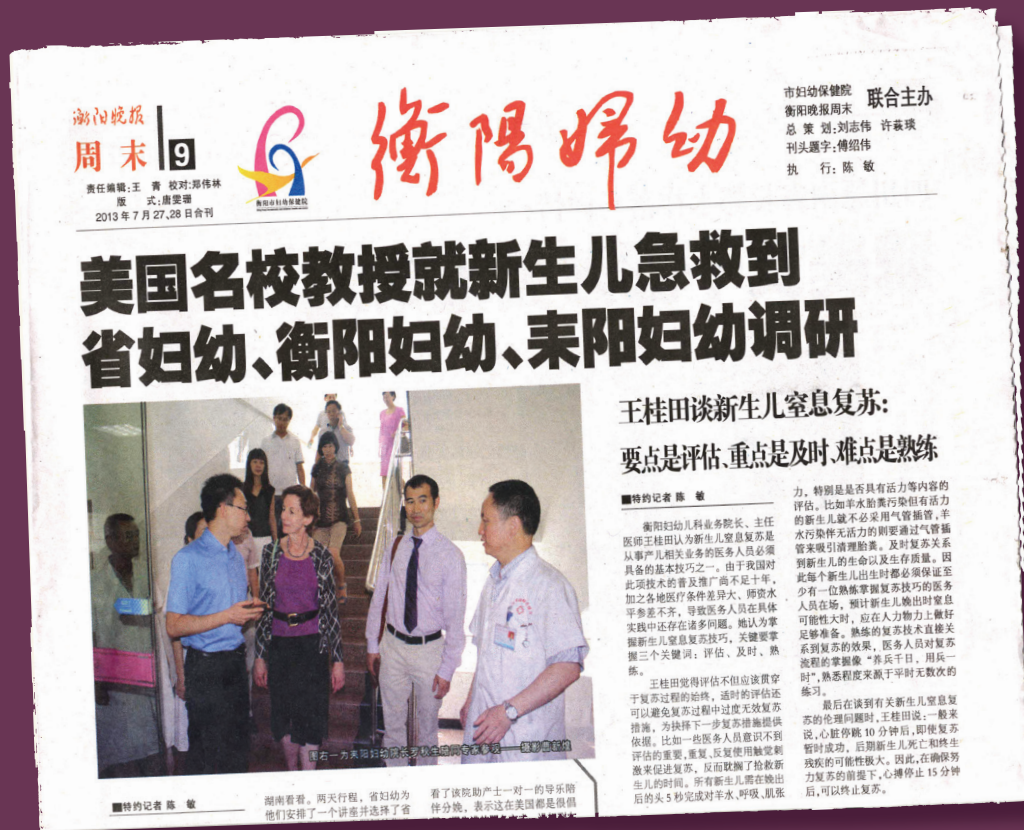 衡阳晚报
周末
9
责任编辑:王 青 校对:郑伟林
版 式:唐雯珊
2013年7月27、28日合刊
衡阳市妇幼保健院
衡陽婦幼
市妇幼保健院
衡阳晚报周末
联合主办
总 策 划:刘志伟 许菽琰
刊头题字:傅绍伟
执 行:陈 敏
美国名校教授就新生儿急救到
省妇幼、衡阳妇幼、耒阳妇幼调研
王桂田谈新生儿窒息复苏:
要点是评估、重点是及时、难点是熟练
■特约记者 陈 敏
衡阳妇幼儿科业务院长、主任
医师王桂田认为新生儿窒息复苏是
从事产儿相关业务的医务人员必须
具备的基本技巧之一。由于我国对
此项技术的普及推广尚不足十年,
加之各地医疗条件差异大、师资水
平参差不齐,导致医务人员在具体
实践中还存在诸多问题。她认为掌
握新生儿窒息复苏技巧,关键要掌
握三个关键词:评估、及时、熟
练。
王桂田觉得评估不但应该贯穿
于复苏过程的始终,适时的评估还
可以避免复苏过程中过度无效复苏
措施,为抉择下一步复苏措施提供
依据。比如一些医务人员意识不到
评估的重要,重复、反复使用触觉刺
激来促进复苏,反而耽搁了抢救新
生儿的时间。所有新生儿需在娩出
后的头5秒完成对羊水、呼吸、肌张
力,特别是是否具有活力等内容的
评估。比如羊水胎粪污染但有活力
的新生儿就不必采用气管插管,羊
水污染伴无活力的则要通过气管插
管来吸引清理胎粪。及时复苏关系
到新生儿的生命以及生存质量。因
此每个新生儿出生时都必须保证至
少有一位熟练掌握复苏技巧的医务
人员在场,预计新生儿娩出时窒息
可能性大时,应在人力物力上做好
足够准备。熟练的复苏技术直接关
系到复苏的效果,医务人员对复苏
流程的掌握像“养兵千日,用兵一
时”,熟悉程度来源于平时无数次的
练习。
最后在谈到有关新生儿窒息复
苏的伦理问题时,王桂田说:一般来
说,心脏停跳10分钟后,即使复苏
暂时成功,后期新生儿死亡和终生
残疾的可能性极大。因此,在确保努
力复苏的前提下,心搏停止15分钟
后,可以终止复苏。
图右一为耒阳妇幼院长罗
■特约记者 陈 敏
湖南看看。两天行程,省妇幼为
他们安排了一个讲座并选择了省
看了该院助产士一对一的导乐陪
伴分娩,表示这在美国都是很倡